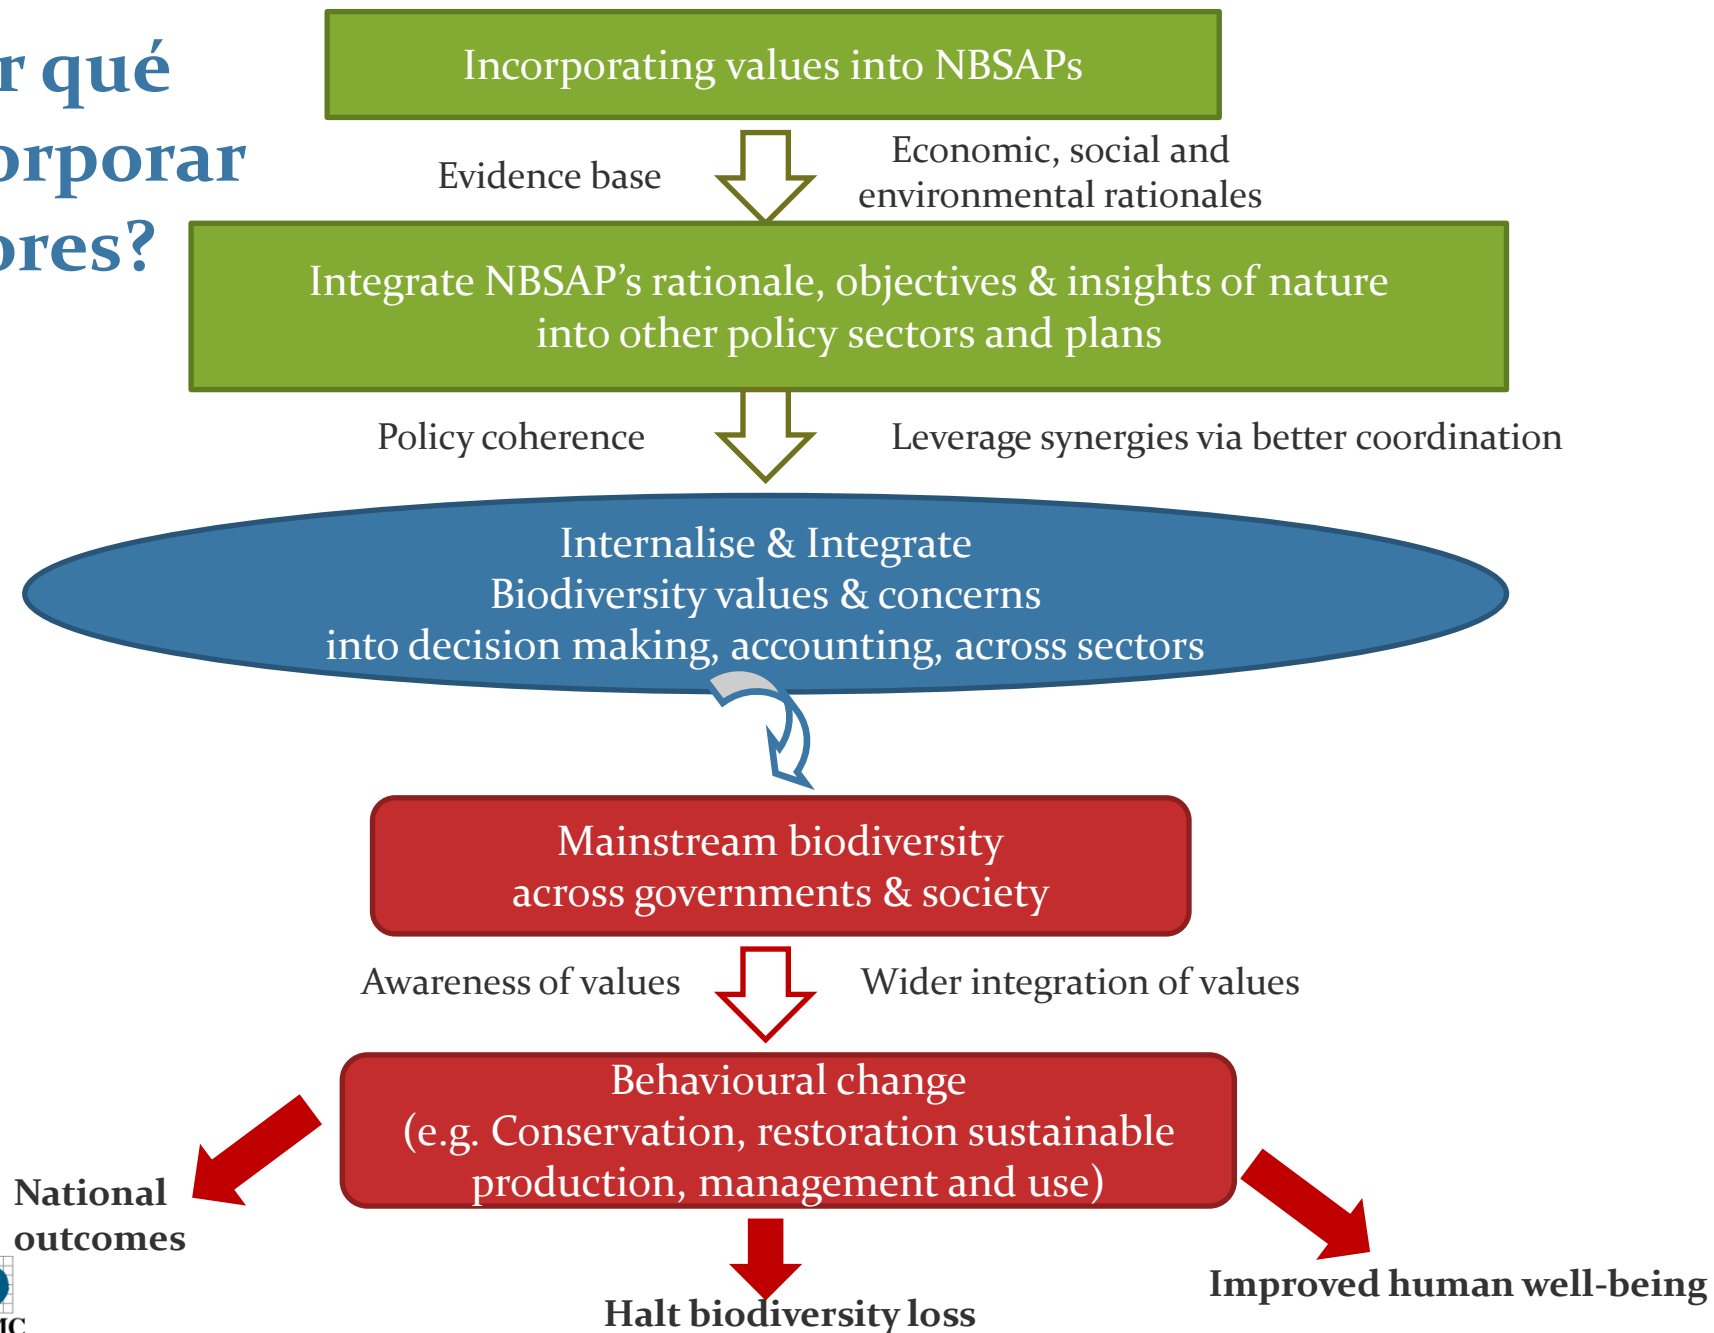 r qué
orporar
ores?
Incorporating values into NBSAPs
Evidence base
Economic, social and
environmental rationales
Integrate NBSAP’s rationale, objectives & insights of nature
into other policy sectors and plans
Policy coherence
Leverage synergies via better coordination
Internalise & Integrate
Biodiversity values & concerns
into decision making, accounting, across sectors
Mainstream biodiversity
across governments & society
Awareness of values
Wider integration of values
Behavioural change
(e.g. Conservation, restoration sustainable
production, management and use)
National
outcomes
Halt biodiversity loss
Improved human well-being